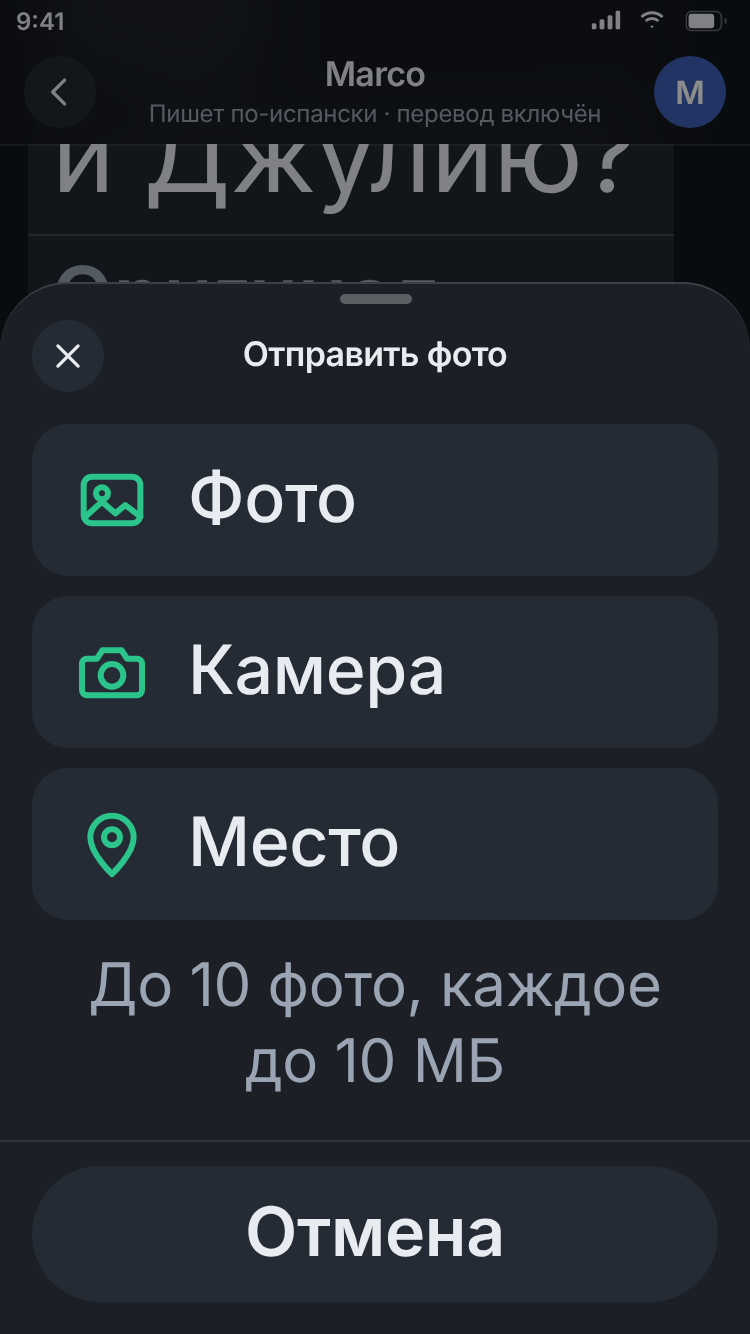 9:41
Marco
Пишет по-испански · перевод включён
M
и Джулию?
Отправить фото
Фото
Камера
Место
До 10 фото, каждое
до 10 МБ
Отмена